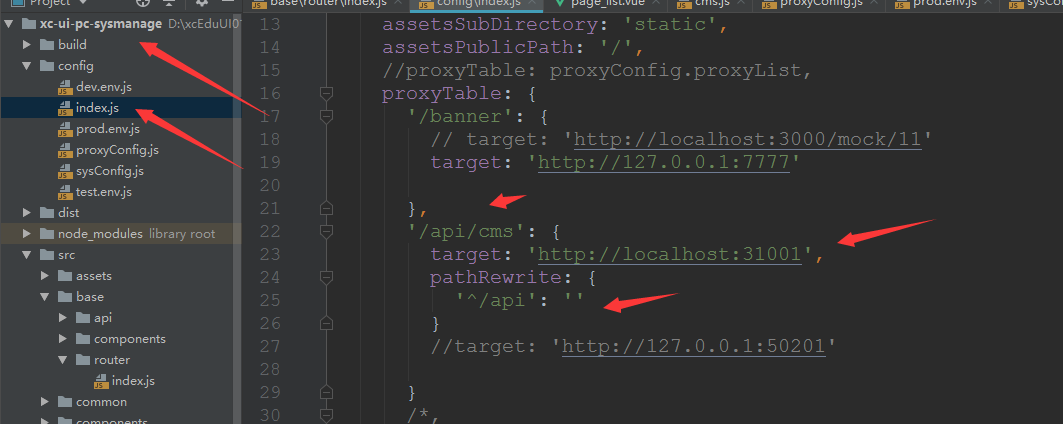 Project
base\router\index.js
config\index.js
page_list.vue
cms.js
proxyConfig.js
prod.env.js
xc-ui-pc-sysmanage D:\xcEduUI01
build
config
dev.env.js
index.js
prod.env.js
proxyConfig.js
sysConfig.js
test.env.js
dist
node_modules library root
src
assets
base
api
components
router
index.js
common
components
13 assetsSubDirectory: 'static',
14 assetsPublicPath: '/',
15 //proxyTable: proxyConfig.proxyList,
16 proxyTable: {
17 '/banner': {
18 // target: 'http://localhost:3000/mock/11'
19 target: 'http://127.0.0.1:7777'
20
21 },
22 '/api/cms': {
23 target: 'http://localhost:31001',
24 pathRewrite: {
25 '^/api': ''
26 }
27 //target: 'http://127.0.0.1:50201'
28
29 }
30 /*,